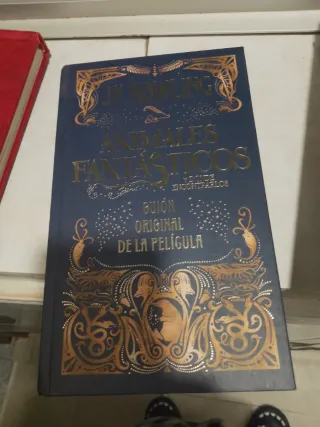 J.K. ROWLING
ANIMALES
FANTÁSTICOS
Y DÓNDE
ENCONTRARLOS
GUIÓN
ORIGINAL
DE LA PELÍCULA